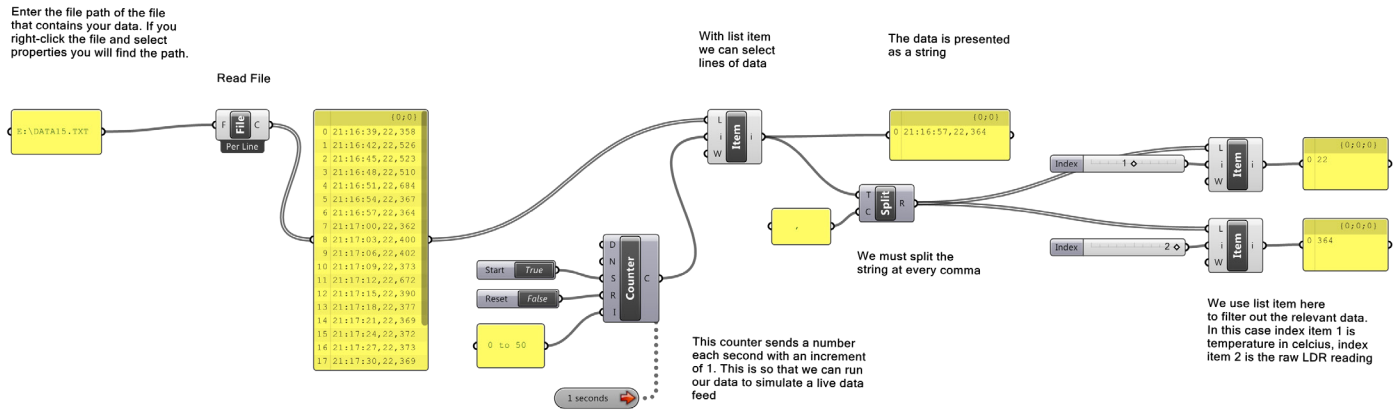 Enter the file path of the file
that contains your data. If you
right-click the file and select
properties you will find the path.
Read File
E:\DATA15.TXT
F
File
C
Per Line
{0;0}
0 21:16:39,22,358
1 21:16:42,22,526
2 21:16:45,22,523
3 21:16:48,22,510
4 21:16:51,22,684
5 21:16:54,22,367
6 21:16:57,22,364
7 21:17:00,22,362
8 21:17:03,22,400
9 21:17:06,22,402
10 21:17:09,22,373
11 21:17:12,22,672
12 21:17:15,22,390
13 21:17:18,22,377
14 21:17:21,22,369
15 21:17:24,22,372
16 21:17:27,22,373
17 21:17:30,22,369
Start True
Reset False
0 to 50
D
N
S
R
I
Counter
C
1 seconds
This counter sends a number
each second with an increment
of 1. This is so that we can run
our data to simulate a live data
feed
With list item
we can select
lines of data
L
i
W
Item
i
The data is presented
as a string
{0;0}
0 21:16:57,22,364
,
T
C
Split
R
We must split the
string at every comma
Index 1
L
i
W
Item
i
{0;0;0}
0 22
Index 2
L
i
W
Item
i
{0;0;0}
0 364
We use list item here
to filter out the relevant data.
In this case index item 1 is
temperature in celcius, index
item 2 is the raw LDR reading